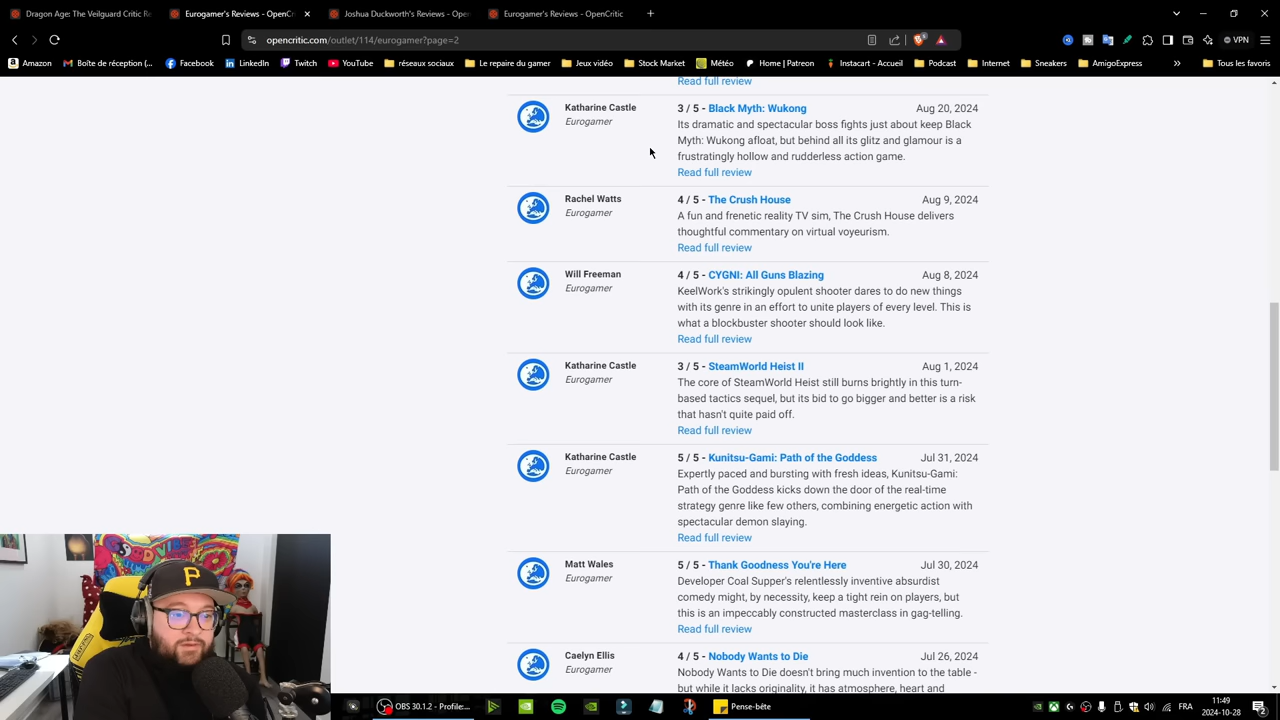 Dragon Age: The Veilguard Critic Re
Eurogamer's Reviews - OpenCri
Joshua Duckworth's Reviews - Open
Eurogamer's Reviews - OpenCritic
opencritic.com/outlet/114/eurogamer?page=2
VPN
Amazon
Boîte de réception (...
Facebook
LinkedIn
Twitch
YouTube
réseaux sociaux
Le repaire du gamer
Jeux vidéo
Stock Market
Météo
Home | Patreon
Instacart - Accueil
Podcast
Internet
Sneakers
AmigoExpress
»
Tous les favoris
Read full review
Katharine Castle
Eurogamer
3 / 5 - Black Myth: Wukong
Aug 20, 2024
Its dramatic and spectacular boss fights just about keep Black
Myth: Wukong afloat, but behind all its glitz and glamour is a
frustratingly hollow and rudderless action game.
Read full review
Rachel Watts
Eurogamer
4 / 5 - The Crush House
Aug 9, 2024
A fun and frenetic reality TV sim, The Crush House delivers
thoughtful commentary on virtual voyeurism.
Read full review
Will Freeman
Eurogamer
4 / 5 - CYGNI: All Guns Blazing
Aug 8, 2024
KeelWork's strikingly opulent shooter dares to do new things
with its genre in an effort to unite players of every level. This is
what a blockbuster shooter should look like.
Read full review
Katharine Castle
Eurogamer
3 / 5 - SteamWorld Heist II
Aug 1, 2024
The core of SteamWorld Heist still burns brightly in this turn-
based tactics sequel, but its bid to go bigger and better is a risk
that hasn't quite paid off.
Read full review
Katharine Castle
Eurogamer
5 / 5 - Kunitsu-Gami: Path of the Goddess
Jul 31, 2024
Expertly paced and bursting with fresh ideas, Kunitsu-Gami:
Path of the Goddess kicks down the door of the real-time
strategy genre like few others, combining energetic action with
spectacular demon slaying.
Read full review
Matt Wales
Eurogamer
5 / 5 - Thank Goodness You're Here
Jul 30, 2024
Developer Coal Supper's relentlessly inventive absurdist
comedy might, by necessity, keep a tight rein on players, but
this is an impeccably constructed masterclass in gag-telling.
Read full review
Caelyn Ellis
Eurogamer
4 / 5 - Nobody Wants to Die
Jul 26, 2024
Nobody Wants to Die doesn't bring much invention to the table -
but while it lacks originality, it has atmosphere, heart and
P
OBS 30.1.2 - Profile:...
Pense-bête
FRA
11:49
2024-10-28
2